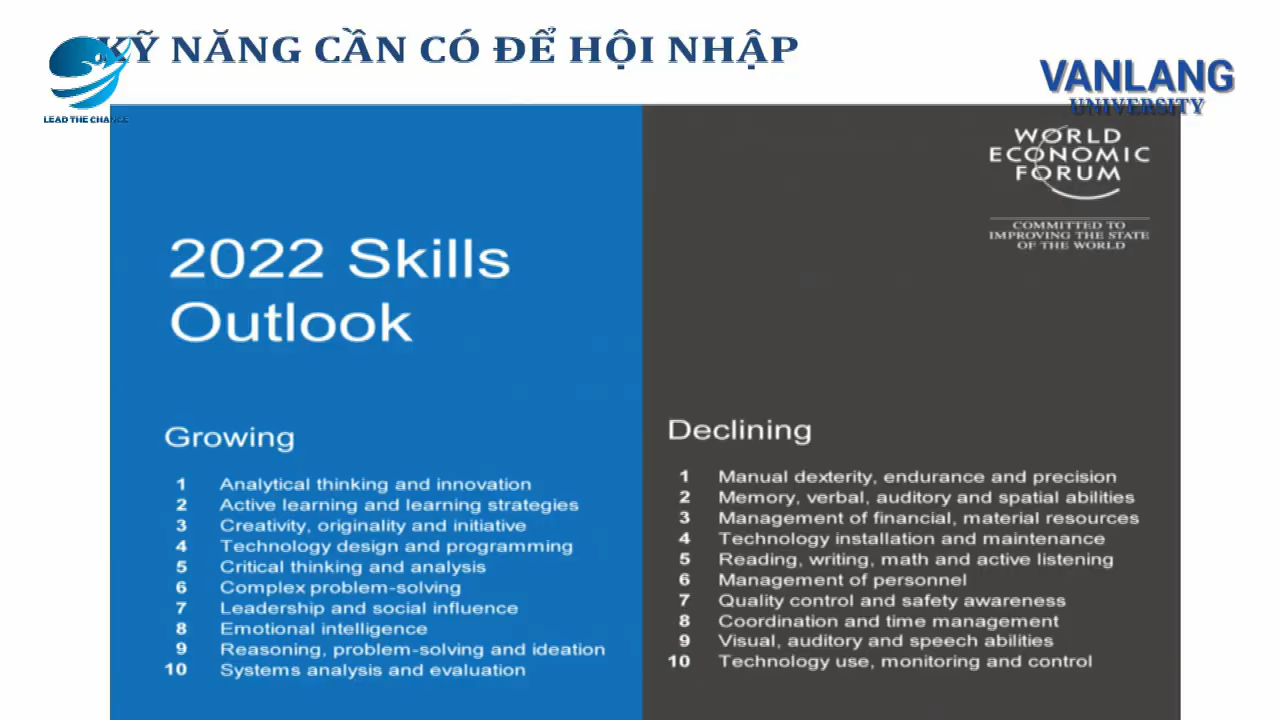 KỸ NĂNG CẦN CÓ ĐỂ HỘI NHẬP
LEAD THE CHANGE
VANLANG
UNIVERSITY
WORLD
ECONOMIC
FORUM
COMMITTED TO
IMPROVING THE STATE
OF THE WORLD
2022 Skills
Outlook
Growing
1 Analytical thinking and innovation
2 Active learning and learning strategies
3 Creativity, originality and initiative
4 Technology design and programming
5 Critical thinking and analysis
6 Complex problem-solving
7 Leadership and social influence
8 Emotional intelligence
9 Reasoning, problem-solving and ideation
10 Systems analysis and evaluation
Declining
1 Manual dexterity, endurance and precision
2 Memory, verbal, auditory and spatial abilities
3 Management of financial, material resources
4 Technology installation and maintenance
5 Reading, writing, math and active listening
6 Management of personnel
7 Quality control and safety awareness
8 Coordination and time management
9 Visual, auditory and speech abilities
10 Technology use, monitoring and control